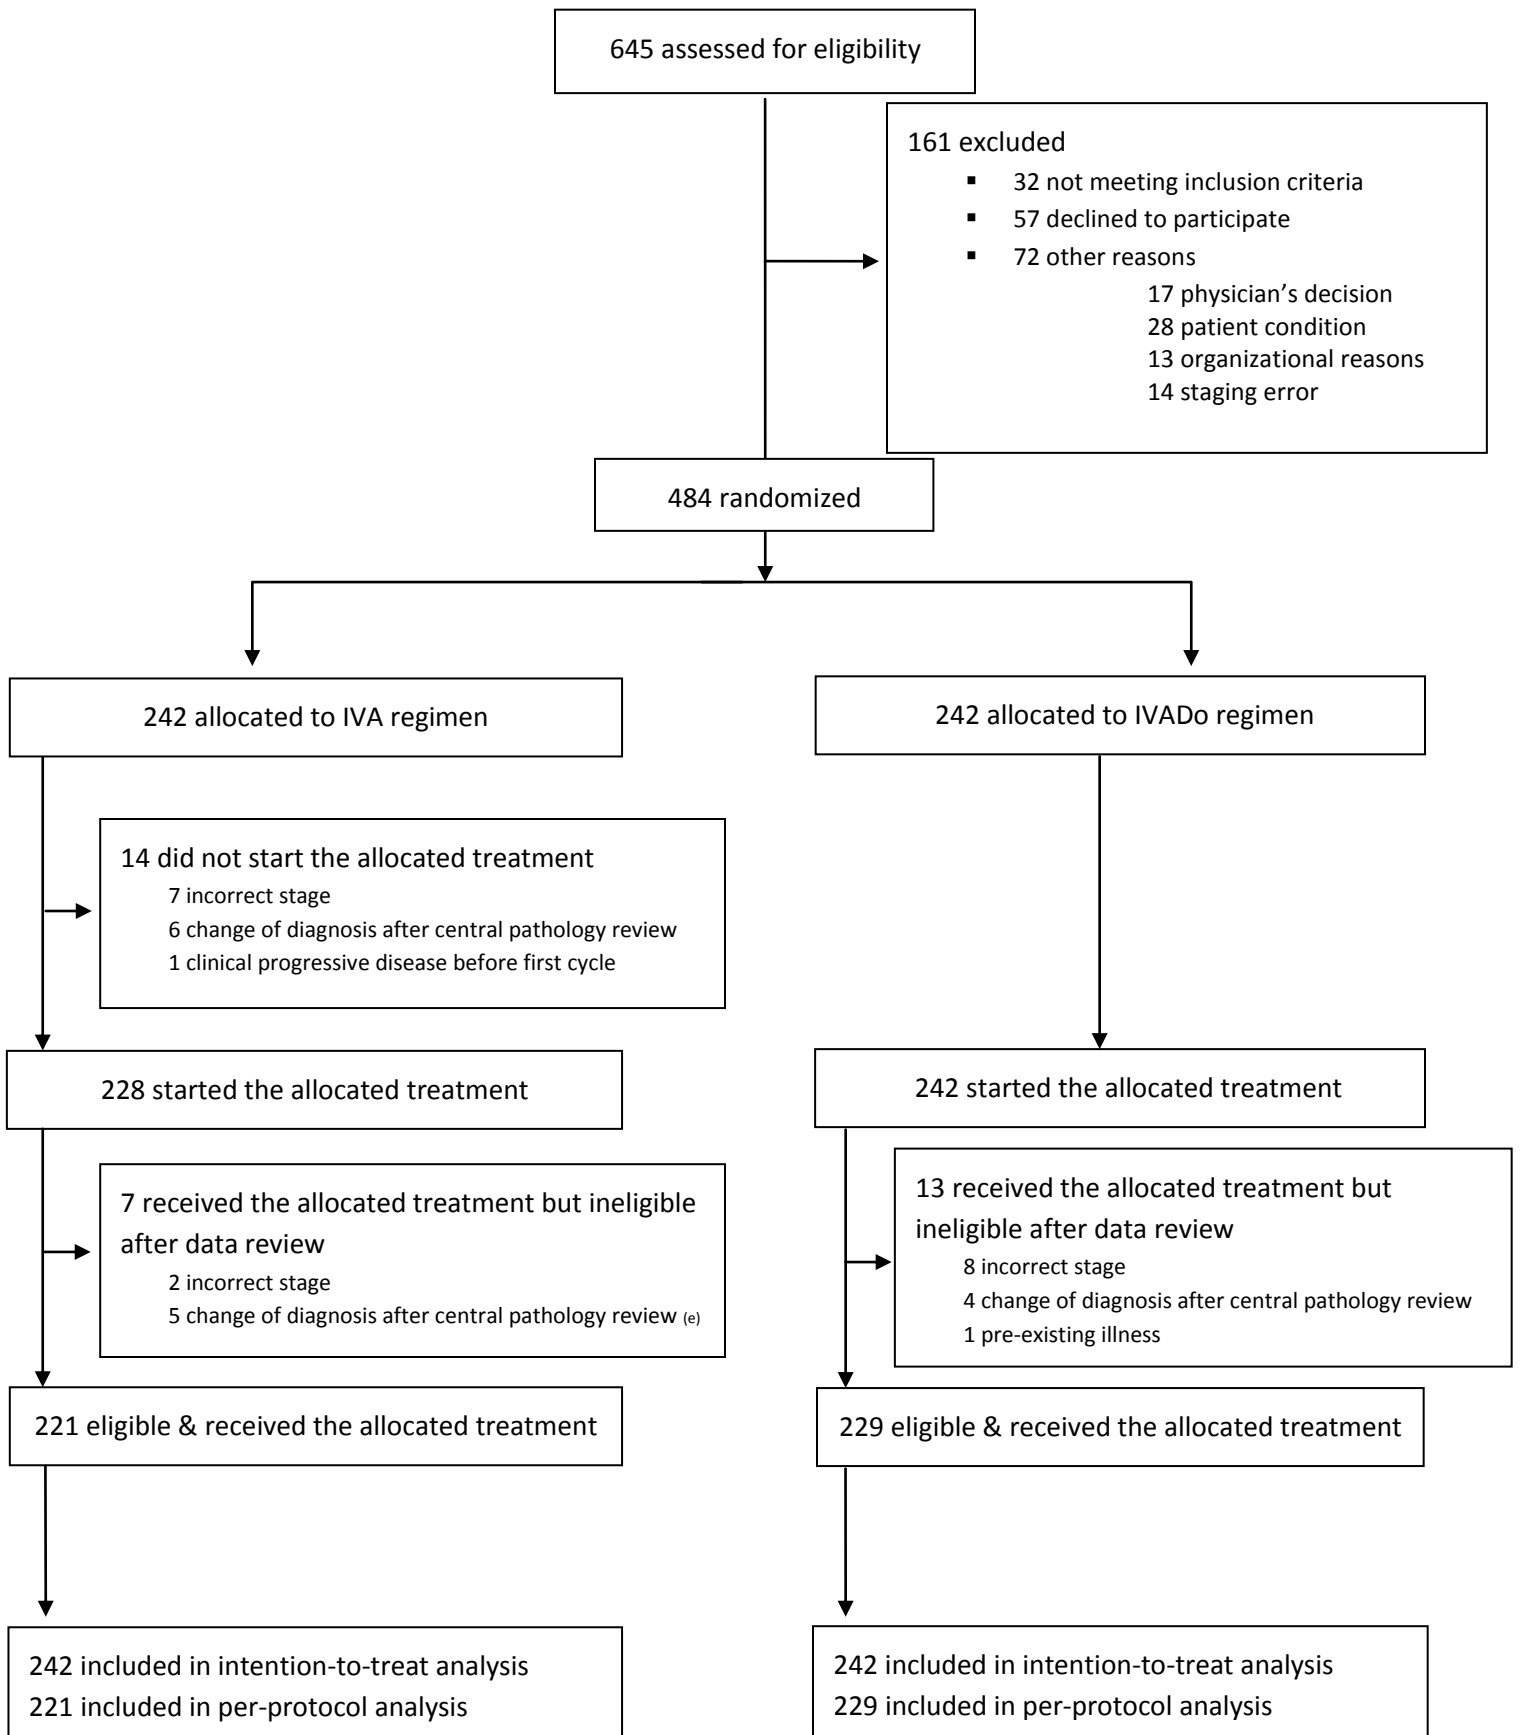 645 assessed for eligibility
161 excluded
▪ 32 not meeting inclusion criteria
▪ 57 declined to participate
▪ 72 other reasons
17 physician’s decision
28 patient condition
13 organizational reasons
14 staging error
484 randomized
242 allocated to IVA regimen
242 allocated to IVADo regimen
14 did not start the allocated treatment
7 incorrect stage
6 change of diagnosis after central pathology review
1 clinical progressive disease before first cycle
228 started the allocated treatment
242 started the allocated treatment
7 received the allocated treatment but ineligible
after data review
2 incorrect stage
5 change of diagnosis after central pathology review (e)
13 received the allocated treatment but
ineligible after data review
8 incorrect stage
4 change of diagnosis after central pathology review
1 pre-existing illness
221 eligible & received the allocated treatment
229 eligible & received the allocated treatment
242 included in intention-to-treat analysis
221 included in per-protocol analysis
242 included in intention-to-treat analysis
229 included in per-protocol analysis